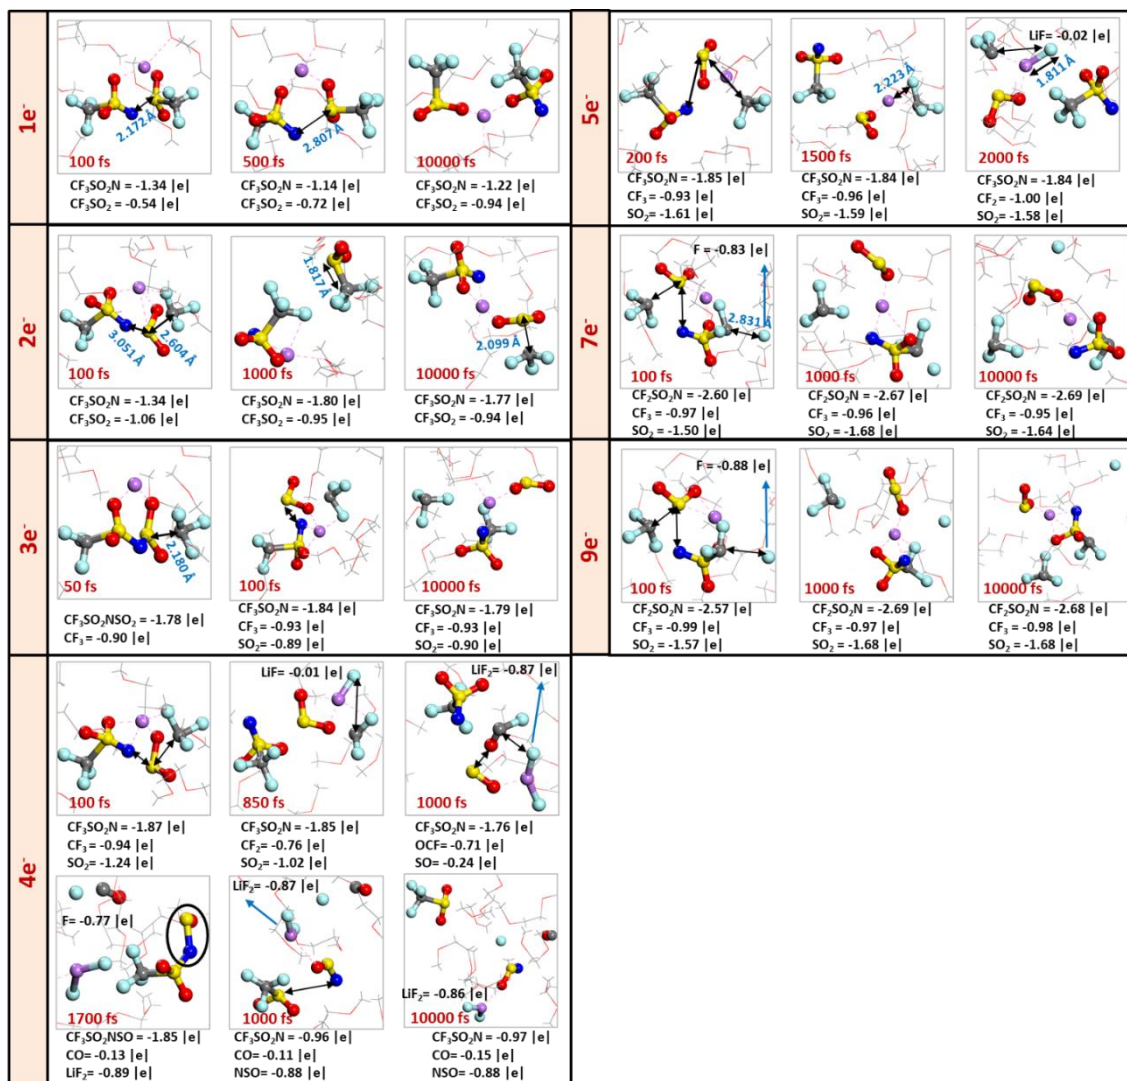 1e⁻
2.172 Å
100 fs
CF₃SO₂N = -1.34 |e|
CF₃SO₂ = -0.54 |e|
2.807 Å
500 fs
CF₃SO₂N = -1.14 |e|
CF₃SO₂ = -0.72 |e|
10000 fs
CF₃SO₂N = -1.22 |e|
CF₃SO₂ = -0.94 |e|
2e⁻
3.051 Å
2.604 Å
100 fs
CF₃SO₂N = -1.34 |e|
CF₃SO₂ = -1.06 |e|
1.817 Å
1000 fs
CF₃SO₂N = -1.80 |e|
CF₃SO₂ = -0.95 |e|
2.099 Å
10000 fs
CF₃SO₂N = -1.77 |e|
CF₃SO₂ = -0.94 |e|
3e⁻
2.180 Å
50 fs
CF₃SO₂NSO₂ = -1.78 |e|
CF₃ = -0.90 |e|
100 fs
CF₃SO₂N = -1.84 |e|
CF₃ = -0.93 |e|
SO₂= -0.89 |e|
10000 fs
CF₃SO₂N = -1.79 |e|
CF₃ = -0.93 |e|
SO₂= -0.90 |e|
4e⁻
100 fs
CF₃SO₂N = -1.87 |e|
CF₃ = -0.94 |e|
SO₂= -1.24 |e|
LiF= -0.01 |e|
850 fs
CF₃SO₂N = -1.85 |e|
CF₂ = -0.76 |e|
SO₂= -1.02 |e|
LiF₂= -0.87 |e|
1000 fs
CF₃SO₂N = -1.76 |e|
OCF= -0.71 |e|
SO= -0.24 |e|
F= -0.77 |e|
1700 fs
CF₃SO₂NSO = -1.85 |e|
CO= -0.13 |e|
LiF₂= -0.89 |e|
LiF₂= -0.87 |e|
1000 fs
CF₃SO₂N = -0.96 |e|
CO= -0.11 |e|
NSO= -0.88 |e|
LiF₂= -0.86 |e|
10000 fs
CF₃SO₂N = -0.97 |e|
CO= -0.15 |e|
NSO= -0.88 |e|
5e⁻
200 fs
CF₃SO₂N = -1.85 |e|
CF₃ = -0.93 |e|
SO₂= -1.61 |e|
2.223 Å
1500 fs
CF₃SO₂N = -1.84 |e|
CF₃ = -0.96 |e|
SO₂= -1.59 |e|
LiF= -0.02 |e|
1.811 Å
2000 fs
CF₃SO₂N = -1.84 |e|
CF₂ = -1.00 |e|
SO₂= -1.58 |e|
7e⁻
F = -0.83 |e|
2.831 Å
100 fs
CF₂SO₂N = -2.60 |e|
CF₃ = -0.97 |e|
SO₂= -1.50 |e|
1000 fs
CF₂SO₂N = -2.67 |e|
CF₃ = -0.96 |e|
SO₂= -1.68 |e|
10000 fs
CF₂SO₂N = -2.69 |e|
CF₃ = -0.95 |e|
SO₂= -1.64 |e|
9e⁻
F= -0.88 |e|
100 fs
CF₂SO₂N = -2.57 |e|
CF₃ = -0.99 |e|
SO₂= -1.57 |e|
1000 fs
CF₂SO₂N = -2.69 |e|
CF₃ = -0.97 |e|
SO₂= -1.68 |e|
10000 fs
CF₂SO₂N = -2.68 |e|
CF₃ = -0.98 |e|
SO₂= -1.68 |e|